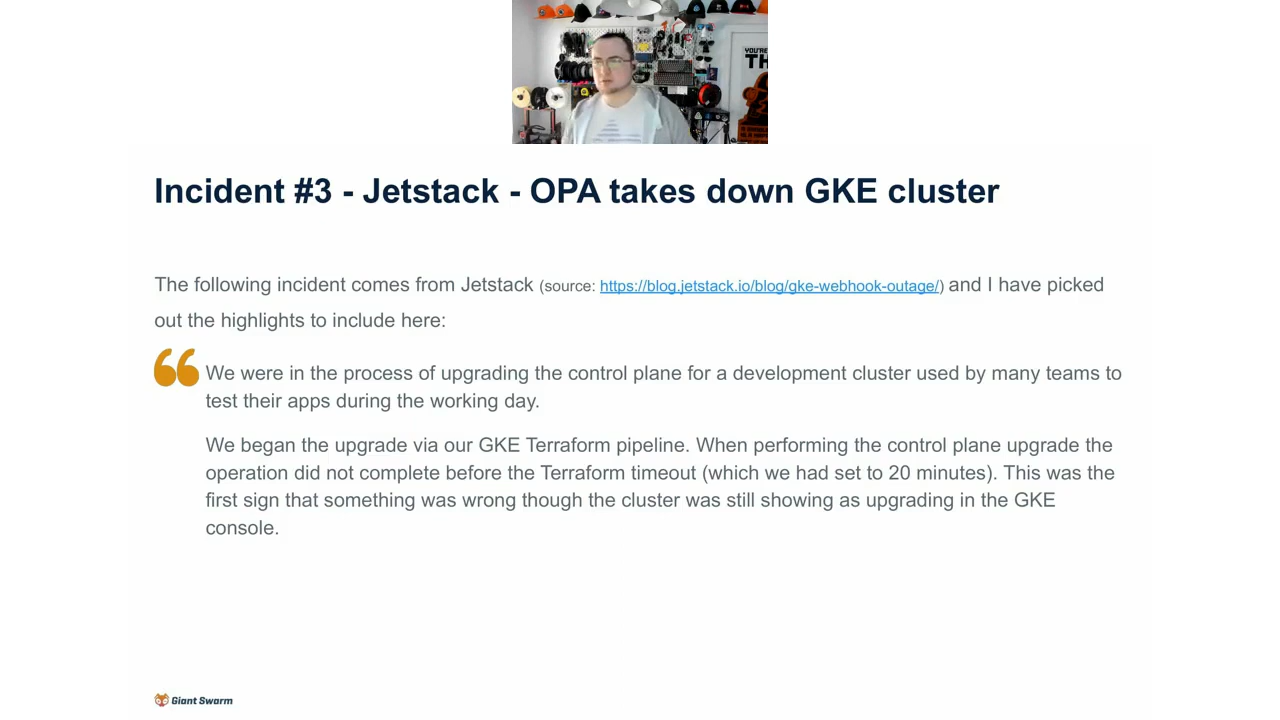 YOU'RE
TH
Incident #3 - Jetstack - OPA takes down GKE cluster
The following incident comes from Jetstack (source: https://blog.jetstack.io/blog/gke-webhook-outage/) and I have picked
out the highlights to include here:
We were in the process of upgrading the control plane for a development cluster used by many teams to
test their apps during the working day.
We began the upgrade via our GKE Terraform pipeline. When performing the control plane upgrade the
operation did not complete before the Terraform timeout (which we had set to 20 minutes). This was the
first sign that something was wrong though the cluster was still showing as upgrading in the GKE
console.
Giant Swarm